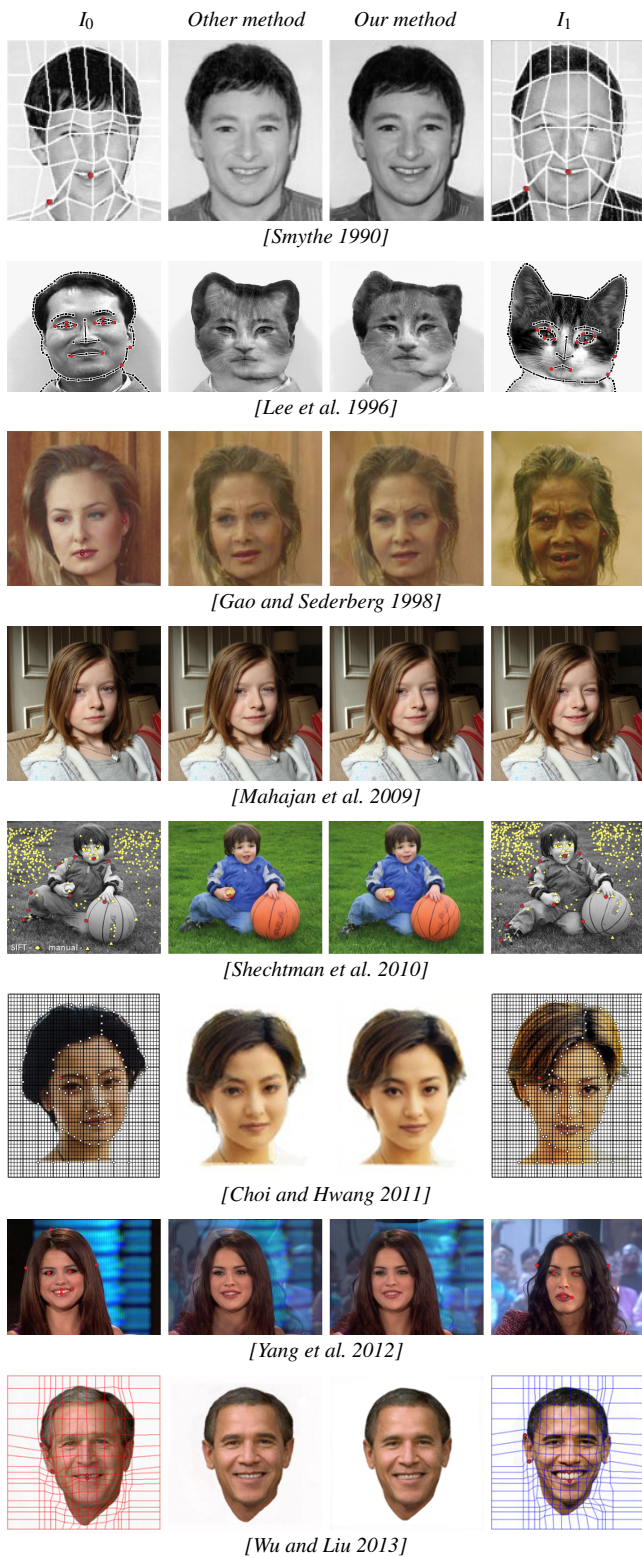 I0 Other method Our method I1
[Smythe 1990]
[Lee et al. 1996]
[Gao and Sederberg 1998]
[Mahajan et al. 2009]
SIFT - manual -
[Shechtman et al. 2010]
[Choi and Hwang 2011]
[Yang et al. 2012]
[Wu and Liu 2013]